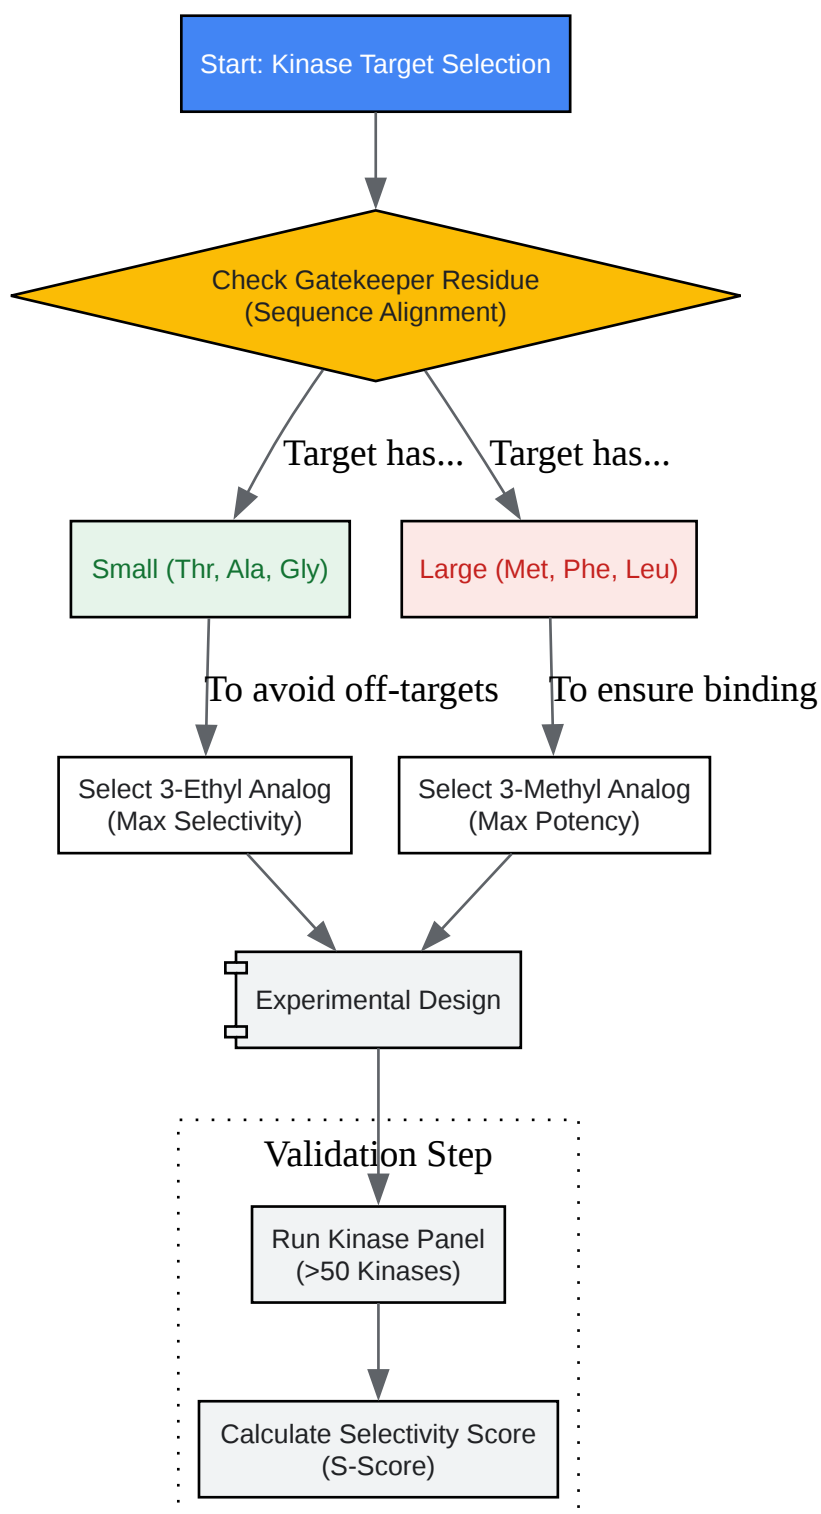 Start: Kinase Target Selection
Check Gatekeeper Residue
(Sequence Alignment)
Target has...
Target has...
Small (Thr, Ala, Gly)
Large (Met, Phe, Leu)
To avoid off-targets
To ensure binding
Select 3-Ethyl Analog
(Max Selectivity)
Select 3-Methyl Analog
(Max Potency)
Experimental Design
Validation Step
Run Kinase Panel
(>50 Kinases)
Calculate Selectivity Score
(S-Score)